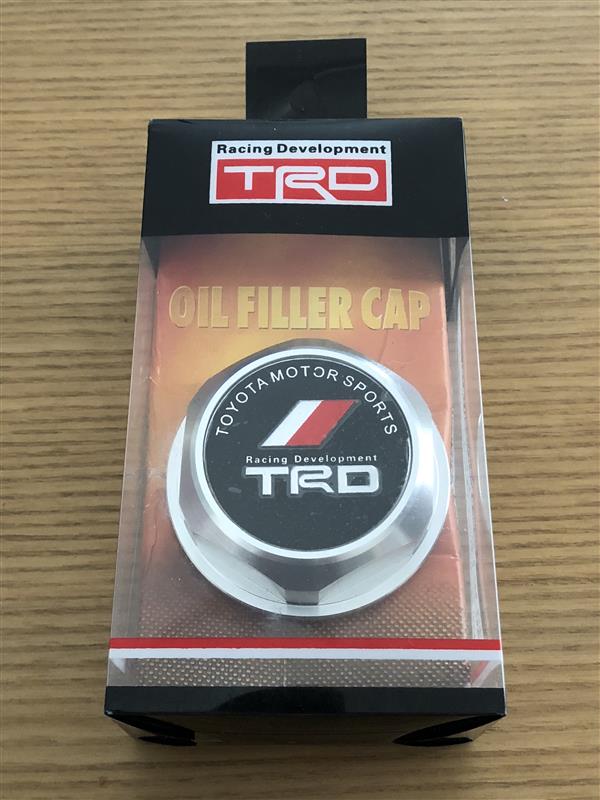 Racing Development
TRD
OIL FILLER CAP
TOYOTA MOTOR SPORTS
Racing Development
TRD